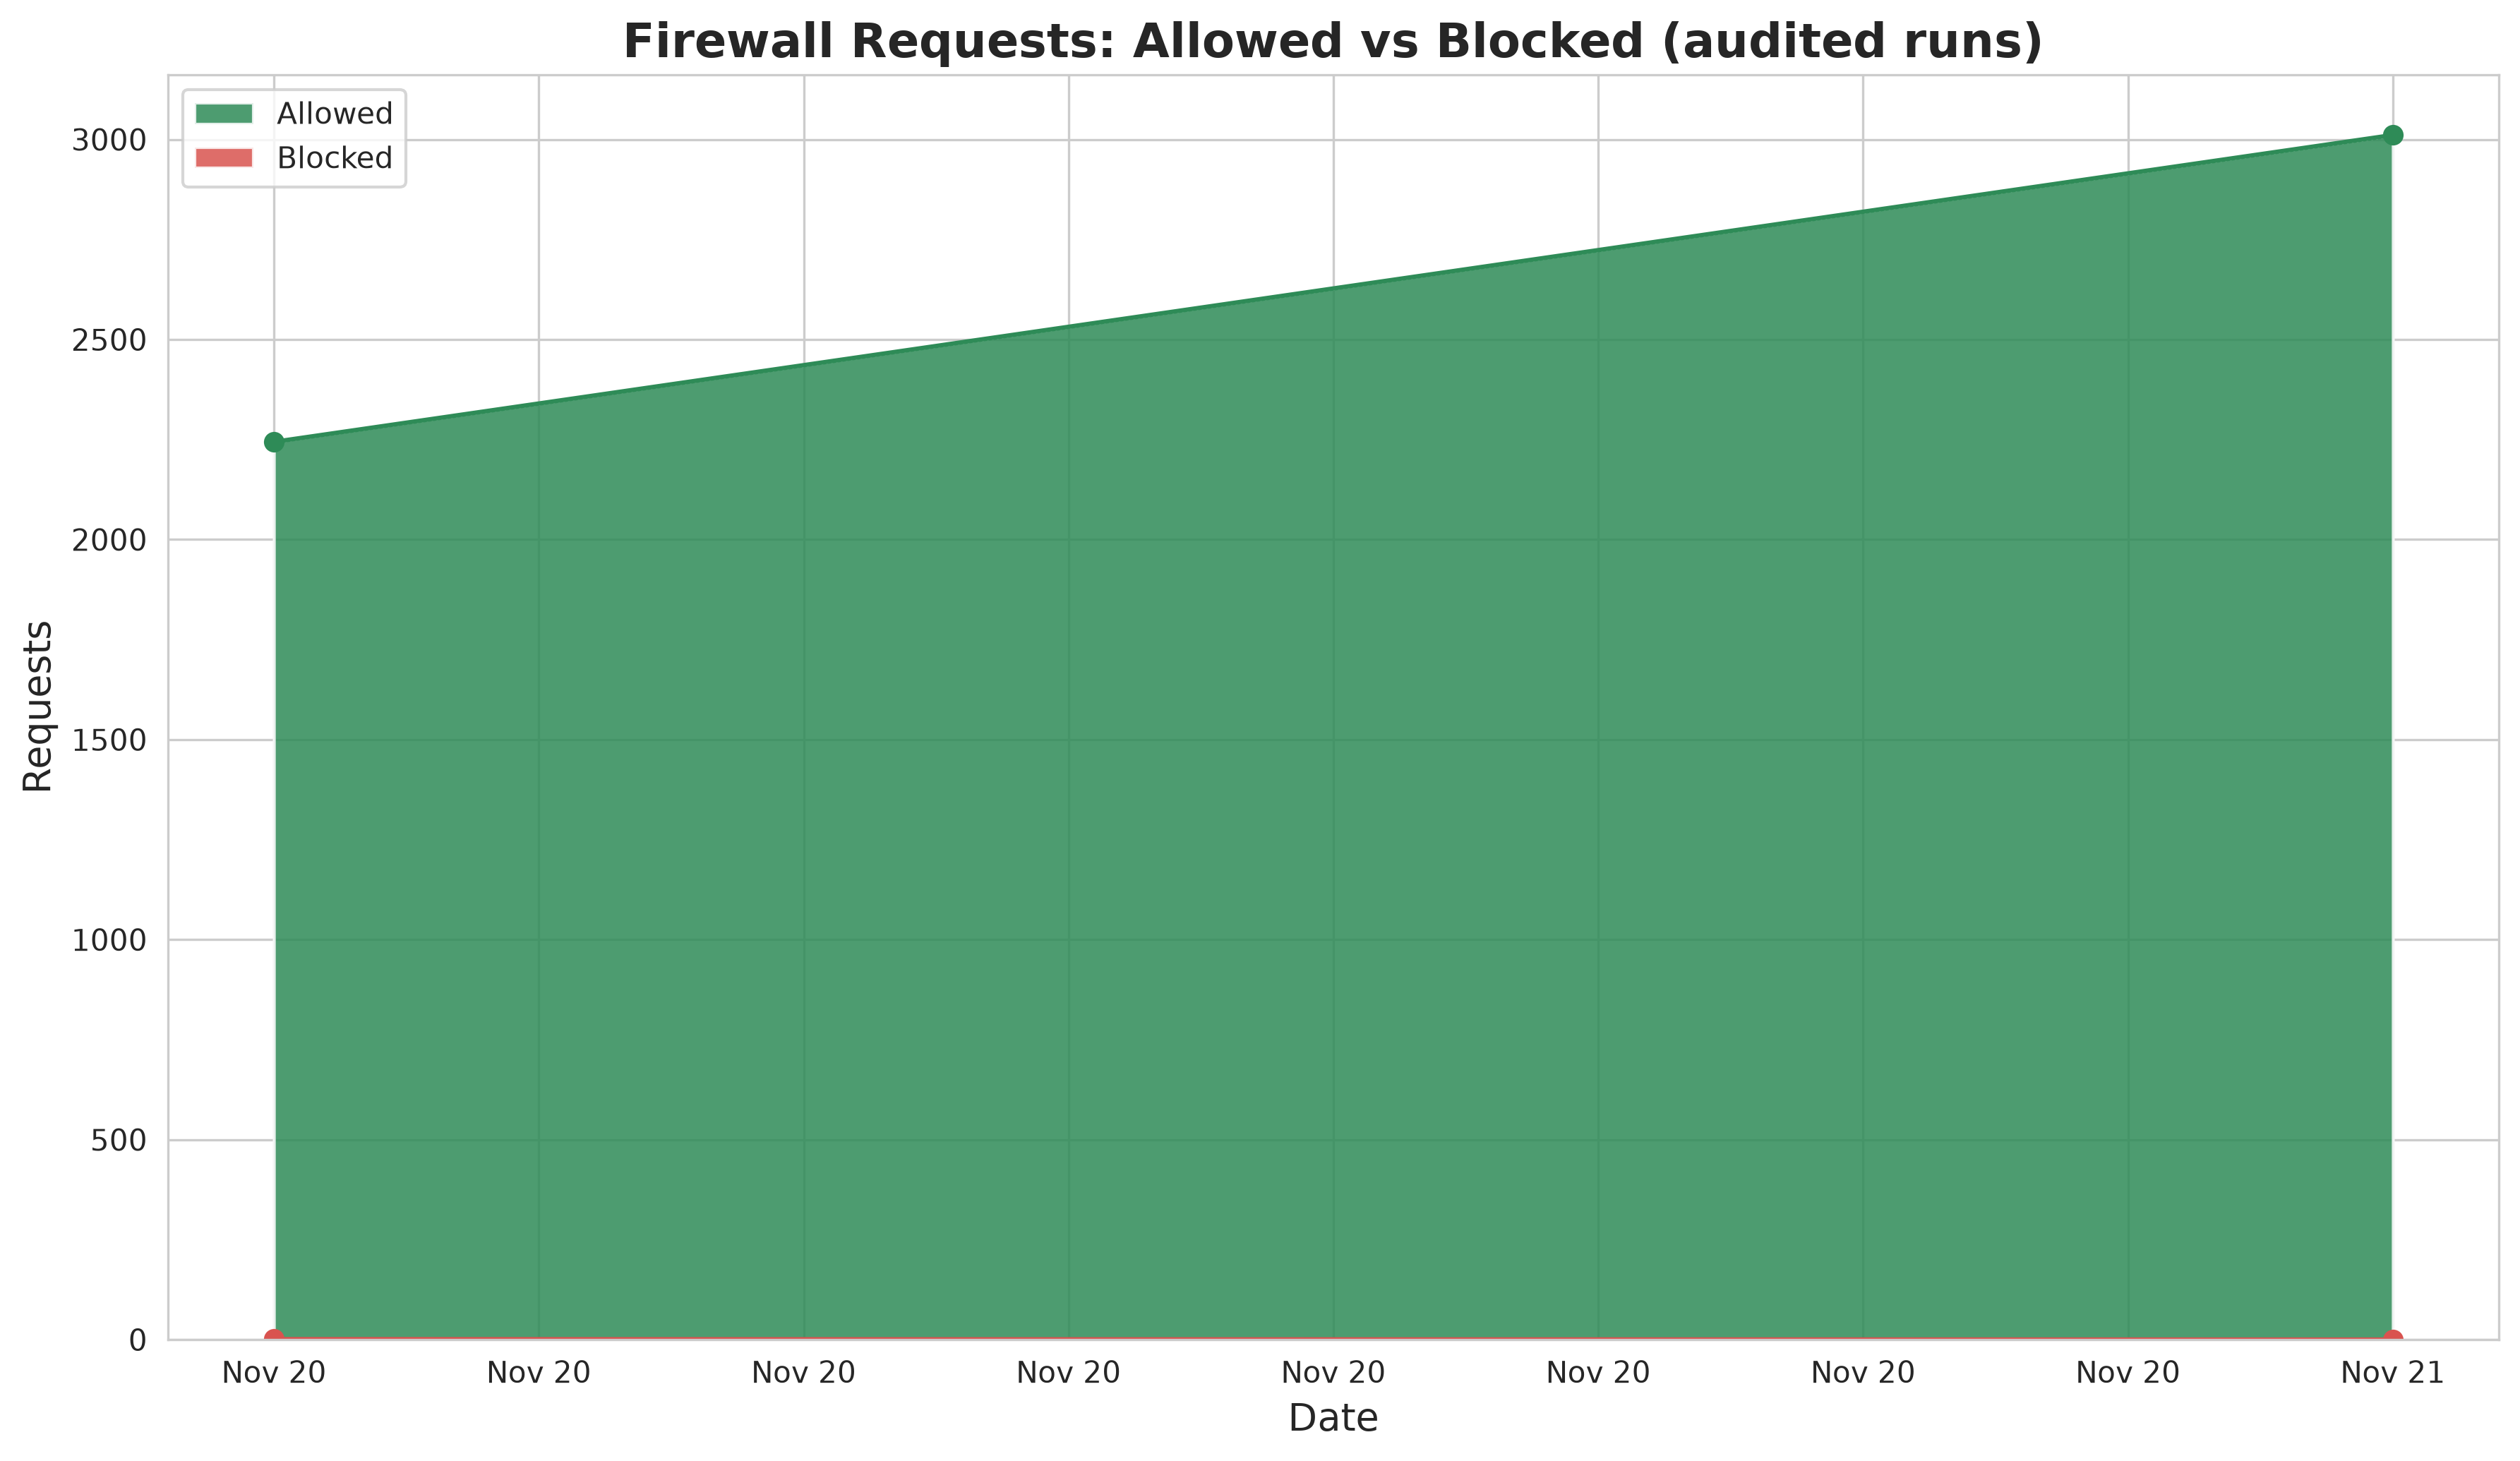 Firewall Requests: Allowed vs Blocked (audited runs)
Allowed
Blocked
3000
2500
2000
1500
1000
500
0
Requests
Nov 20 Nov 20 Nov 20 Nov 20 Nov 20 Nov 20 Nov 20 Nov 20 Nov 21
Date